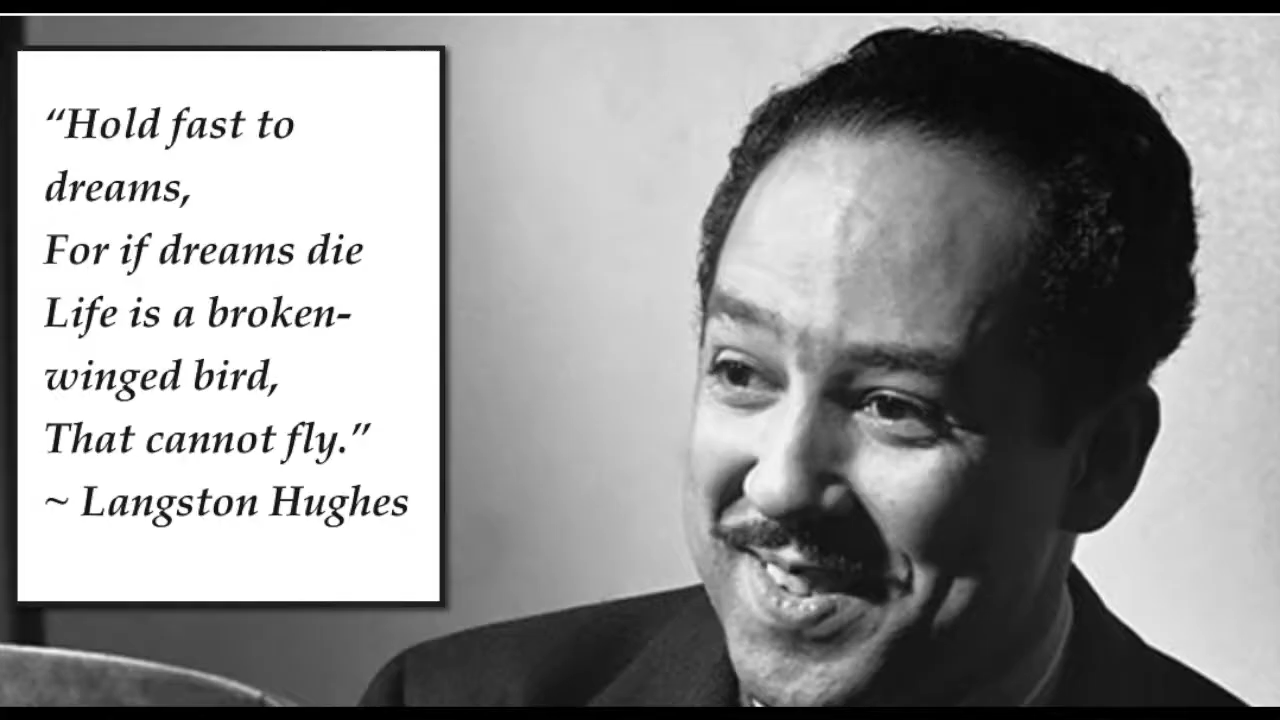 “Hold fast to
dreams,
For if dreams die
Life is a broken-
winged bird,
That cannot fly.”
~ Langston Hughes